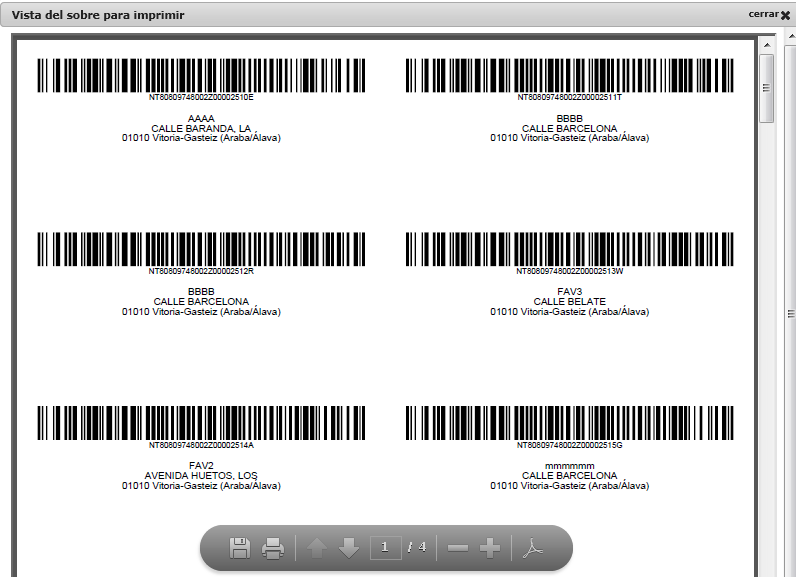 Vista del sobre para imprimir
cerrar
NT80809748002Z00002510E
AAAA
CALLE BARANDA, LA
01010 Vitoria-Gasteiz (Araba/Álava)
NT80809748002Z00002511T
BBBB
CALLE BARCELONA
01010 Vitoria-Gasteiz (Araba/Álava)
NT80809748002Z00002512R
BBBB
CALLE BARCELONA
01010 Vitoria-Gasteiz (Araba/Álava)
NT80809748002Z00002513W
FAV3
CALLE BELATE
01010 Vitoria-Gasteiz (Araba/Álava)
NT80809748002Z00002514A
FAV2
AVENIDA HUETOS, LOS
01010 Vitoria-Gasteiz (Araba/Álava)
NT80809748002Z00002515G
mmmmmm
CALLE BARCELONA
01010 Vitoria-Gasteiz (Araba/Álava)
1 / 4